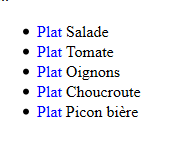 Plat Salade
Plat Tomate
Plat Oignons
Plat Choucroute
Plat Picon bière